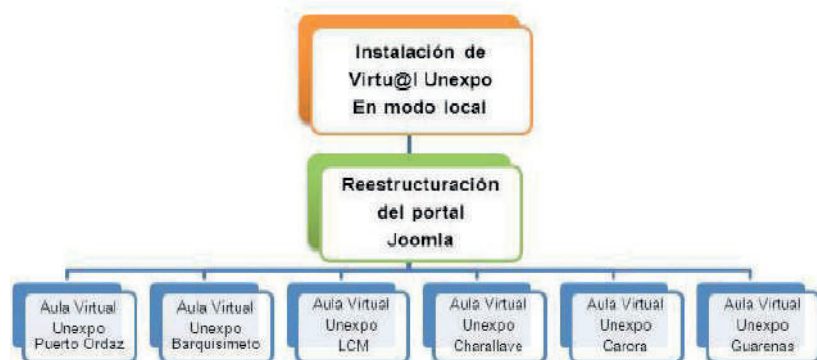 Instalación de
Virtu@l Unexpo
En modo local
Reestructuración
del portal
Joomla
Aula Virtual
Unexpo
Puerto Ordaz
Aula Virtual
Unexpo
Barquisimeto
Aula Virtual
Unexpo
LCM
Aula Virtual
Unexpo
Charallave
Aula Virtual
Unexpo
Carora
Aula Virtual
Unexpo
Guarenas